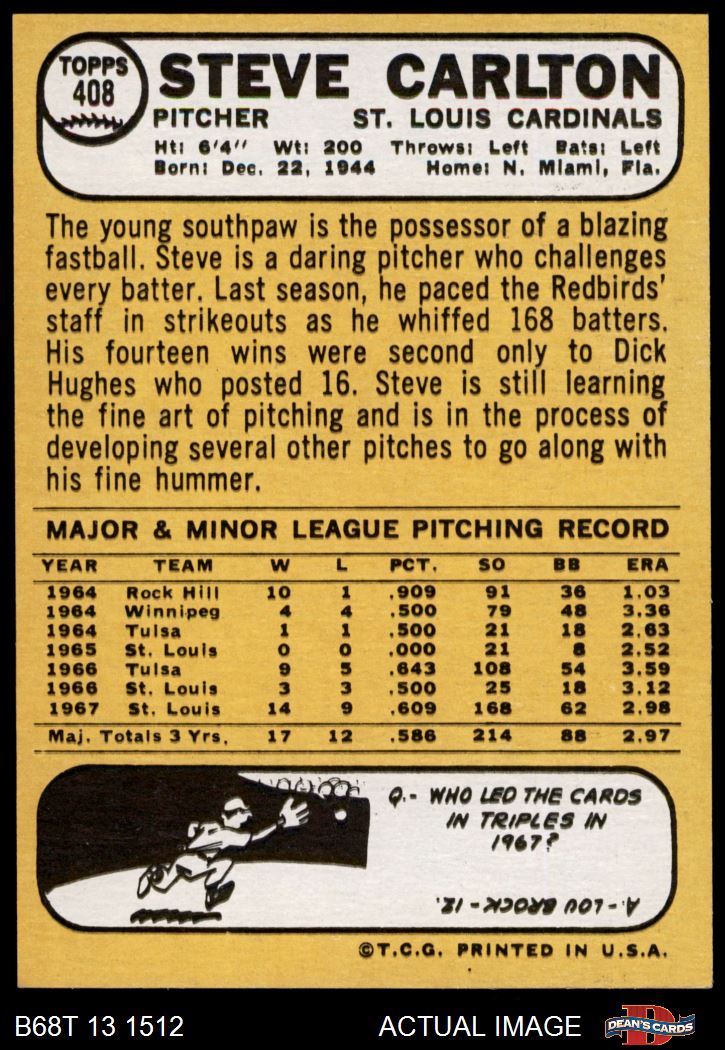 TOPPS
408
STEVE CARLTON
PITCHER ST. LOUIS CARDINALS
Ht: 6'4" Wt: 200 Throws: Left Bats: Left
Born: Dec. 22, 1944 Home: N. Miami, Fla.
The young southpaw is the possessor of a blazing
fastball. Steve is a daring pitcher who challenges
every batter. Last season, he paced the Redbirds'
staff in strikeouts as he whiffed 168 batters.
His fourteen wins were second only to Dick
Hughes who posted 16. Steve is still learning
the fine art of pitching and is in the process of
developing several other pitches to go along with
his fine hummer.
MAJOR & MINOR LEAGUE PITCHING RECORD
YEAR TEAM W L PCT. SO BB ERA
1964 Rock Hill 10 1 .909 91 36 1.03
1964 Winnipeg 4 4 .500 79 48 3.36
1964 Tulsa 1 1 .500 21 18 2.63
1965 St. Louis 0 0 .000 21 8 2.52
1966 Tulsa 9 5 .643 108 54 3.59
1966 St. Louis 3 3 .500 25 18 3.12
1967 St. Louis 14 9 .609 168 62 2.98
Maj. Totals 3 Yrs. 17 12 .586 214 88 2.97
Q.- WHO LED THE CARDS
IN TRIPLES IN
1967?
A-LOU BROCK-12.
©T.C.G. PRINTED IN U.S.A.
B68T 13 1512 ACTUAL IMAGE
D
DEAN'S CARDS